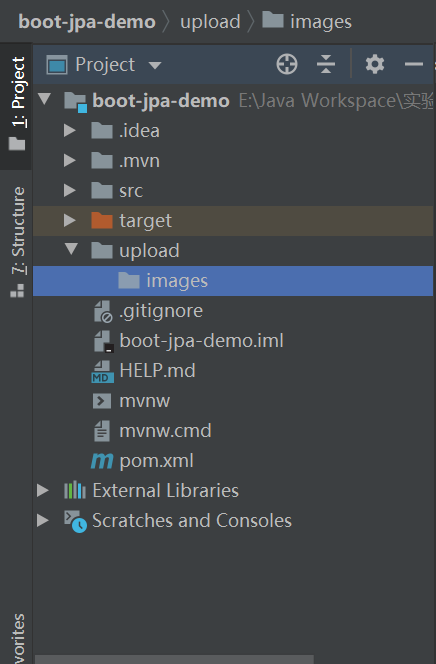 boot-jpa-demo upload images
1: Project
Project
boot-jpa-demo E:\Java Workspace\实验
.idea
.mvn
src
target
upload
images
7: Structure
.gitignore
boot-jpa-demo.iml
MD HELP.md
mvnw
mvnw.cmd
m pom.xml
External Libraries
Scratches and Consoles
vorites